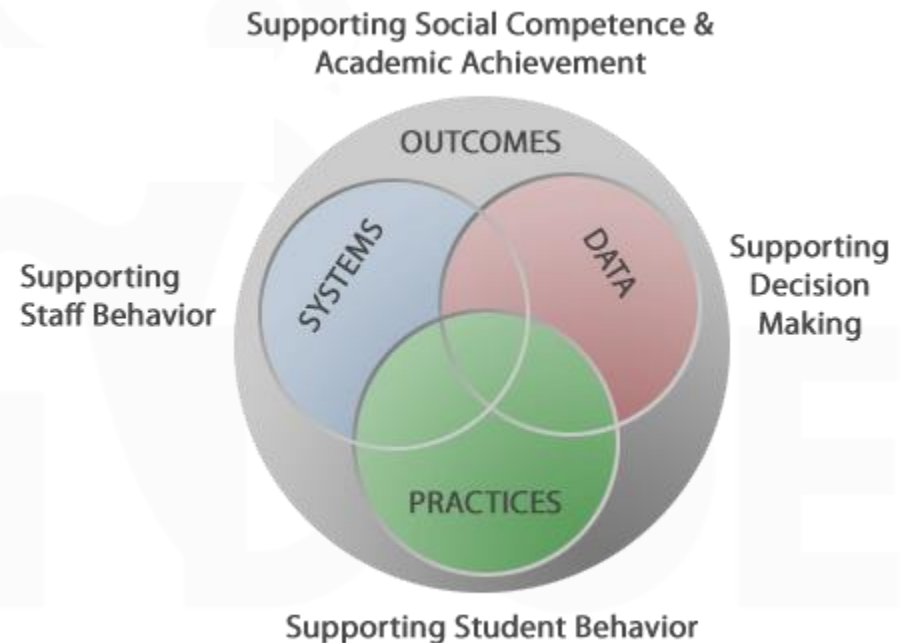 Supporting Social Competence &
Academic Achievement
OUTCOMES
SYSTEMS
DATA
Supporting
Staff Behavior
Supporting
Decision
Making
PRACTICES
Supporting Student Behavior